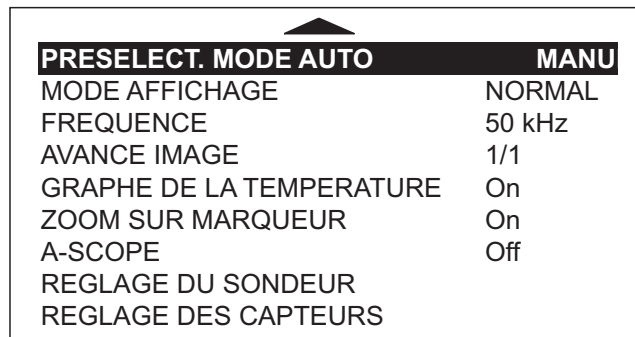 PRESELECT. MODE AUTO MANU
MODE AFFICHAGE NORMAL
FREQUENCE 50 kHz
AVANCE IMAGE 1/1
GRAPHE DE LA TEMPERATURE On
ZOOM SUR MARQUEUR On
A-SCOPE Off
REGLAGE DU SONDEUR
REGLAGE DES CAPTEURS